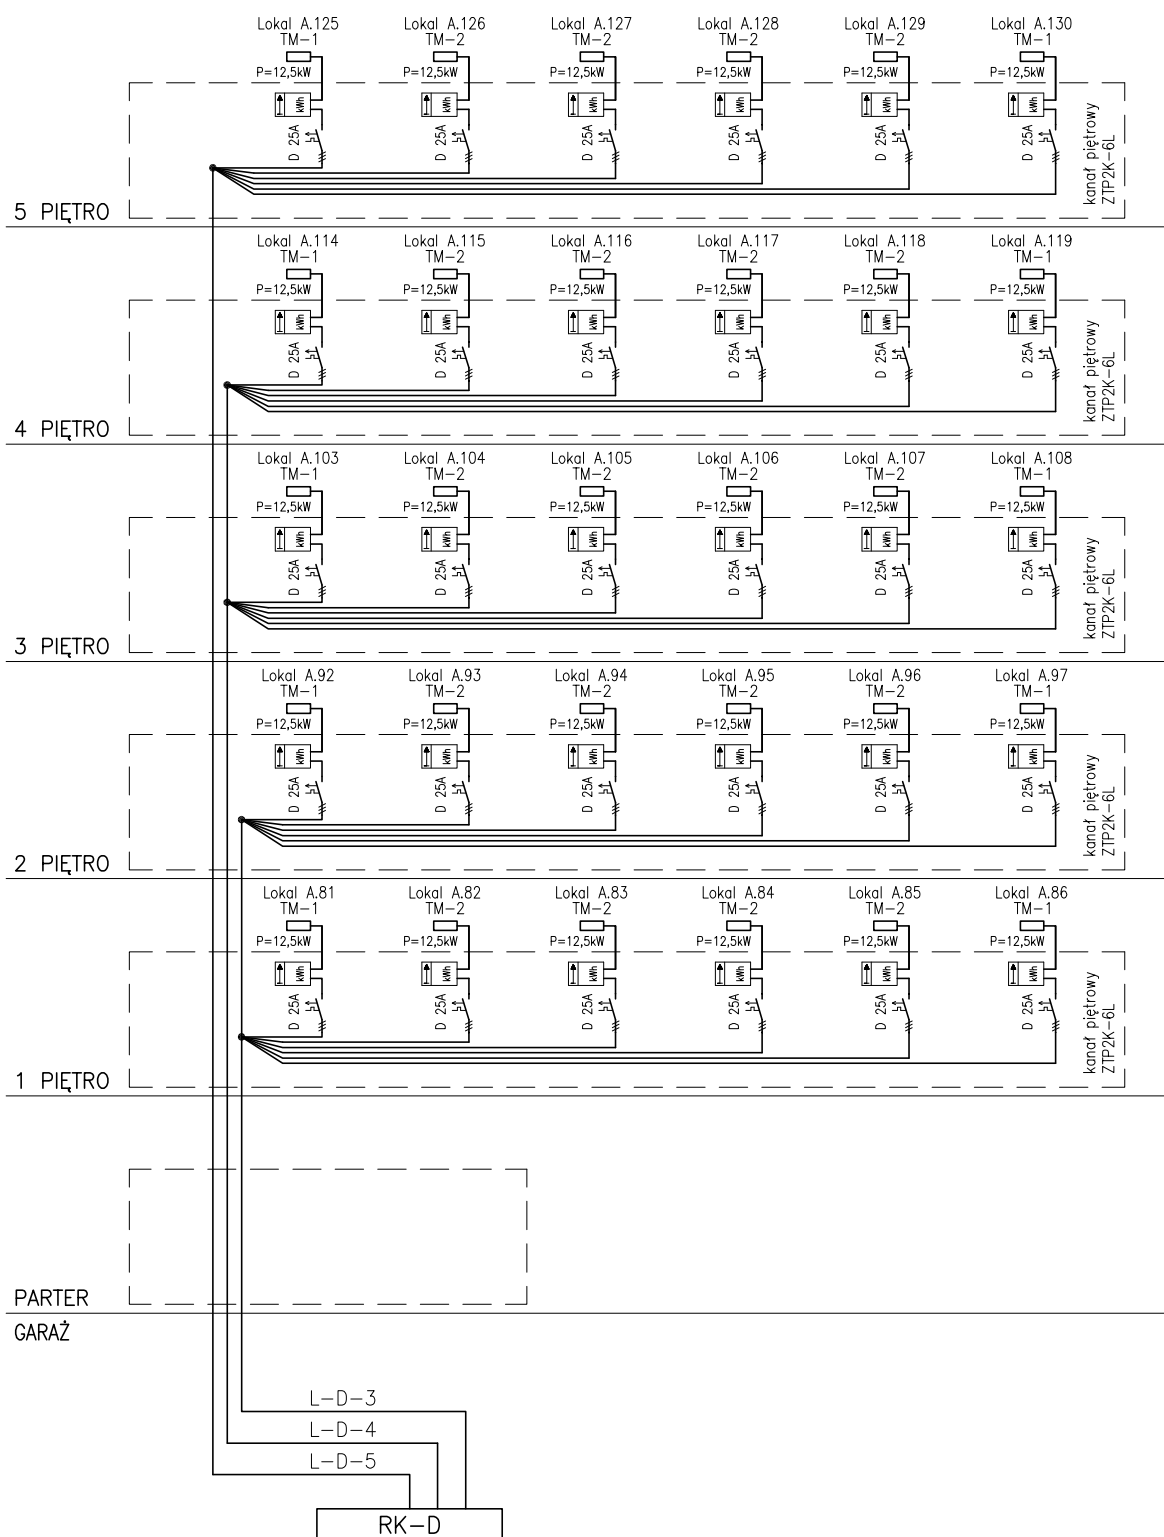 Lokal A.125 Lokal A.126 Lokal A.127 Lokal A.128 Lokal A.129 Lokal A.130
TM-1 TM-2 TM-2 TM-2 TM-2 TM-1
P=12,5kW P=12,5kW P=12,5kW P=12,5kW P=12,5kW P=12,5kW
kWh kWh kWh kWh kWh kWh
D 25A D 25A D 25A D 25A D 25A D 25A
kanał piętrowy
ZTP2K-6L
5 PIĘTRO
Lokal A.114 Lokal A.115 Lokal A.116 Lokal A.117 Lokal A.118 Lokal A.119
TM-1 TM-2 TM-2 TM-2 TM-2 TM-1
P=12,5kW P=12,5kW P=12,5kW P=12,5kW P=12,5kW P=12,5kW
kWh kWh kWh kWh kWh kWh
D 25A D 25A D 25A D 25A D 25A D 25A
kanał piętrowy
ZTP2K-6L
4 PIĘTRO
Lokal A.103 Lokal A.104 Lokal A.105 Lokal A.106 Lokal A.107 Lokal A.108
TM-1 TM-2 TM-2 TM-2 TM-2 TM-1
P=12,5kW P=12,5kW P=12,5kW P=12,5kW P=12,5kW P=12,5kW
kWh kWh kWh kWh kWh kWh
D 25A D 25A D 25A D 25A D 25A D 25A
kanał piętrowy
ZTP2K-6L
3 PIĘTRO
Lokal A.92 Lokal A.93 Lokal A.94 Lokal A.95 Lokal A.96 Lokal A.97
TM-1 TM-2 TM-2 TM-2 TM-2 TM-1
P=12,5kW P=12,5kW P=12,5kW P=12,5kW P=12,5kW P=12,5kW
kWh kWh kWh kWh kWh kWh
D 25A D 25A D 25A D 25A D 25A D 25A
kanał piętrowy
ZTP2K-6L
2 PIĘTRO
Lokal A.81 Lokal A.82 Lokal A.83 Lokal A.84 Lokal A.85 Lokal A.86
TM-1 TM-2 TM-2 TM-2 TM-2 TM-1
P=12,5kW P=12,5kW P=12,5kW P=12,5kW P=12,5kW P=12,5kW
kWh kWh kWh kWh kWh kWh
D 25A D 25A D 25A D 25A D 25A D 25A
kanał piętrowy
ZTP2K-6L
1 PIĘTRO
PARTER
GARAŻ
L-D-3
L-D-4
L-D-5
RK-D